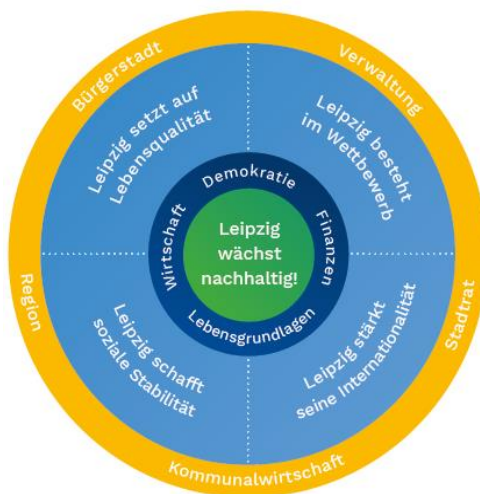 Bürgerstadt
Verwaltung
Leipzig setzt auf
Lebensqualität
Leipzig besteht
im Wettbewerb
Demokratie
Wirtschaft
Finanzen
Leipzig
wächst
nachhaltig!
Lebensgrundlagen
Region
Stadtrat
Leipzig schafft
soziale Stabilität
Leipzig stärkt
seine Internationalität
Kommunalwirtschaft